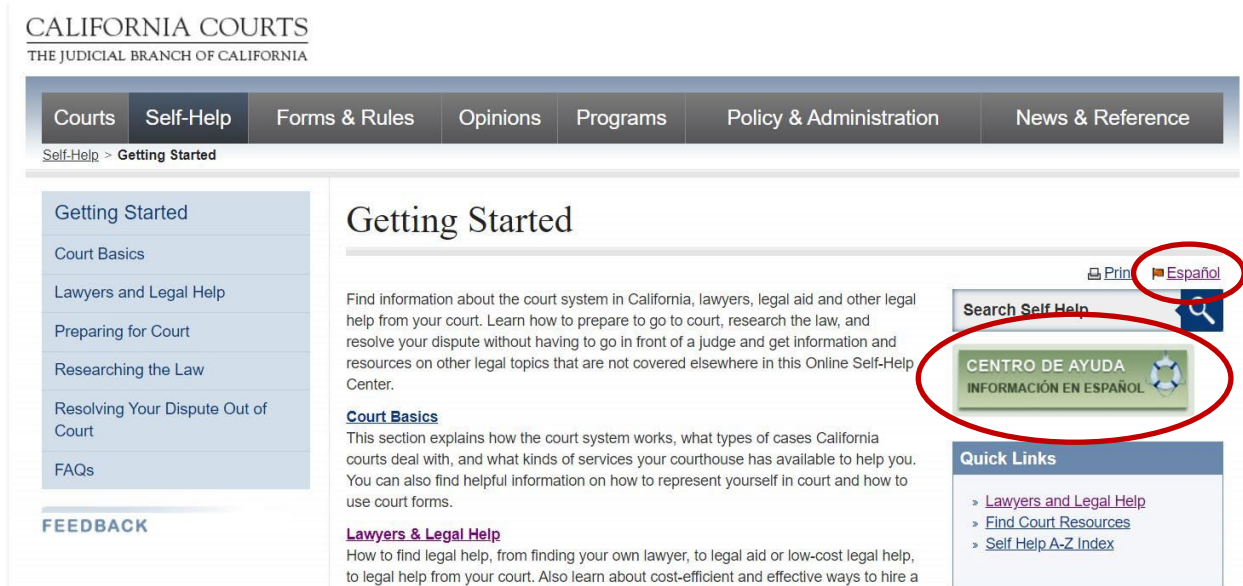 CALIFORNIA COURTS
THE JUDICIAL BRANCH OF CALIFORNIA
Courts Self-Help Forms & Rules Opinions Programs Policy & Administration News & Reference
Self-Help > Getting Started
Getting Started
Court Basics
Lawyers and Legal Help
Preparing for Court
Researching the Law
Resolving Your Dispute Out of
Court
FAQs
FEEDBACK
Getting Started
Print Español
Find information about the court system in California, lawyers, legal aid and other legal
help from your court. Learn how to prepare to go to court, research the law, and
resolve your dispute without having to go in front of a judge and get information and
resources on other legal topics that are not covered elsewhere in this Online Self-Help
Center.
Court Basics
This section explains how the court system works, what types of cases California
courts deal with, and what kinds of services your courthouse has available to help you.
You can also find helpful information on how to represent yourself in court and how to
use court forms.
Lawyers & Legal Help
How to find legal help, from finding your own lawyer, to legal aid or low-cost legal help,
to legal help from your court. Also learn about cost-efficient and effective ways to hire a
Search Self Help
CENTRO DE AYUDA
INFORMACIÓN EN ESPAÑOL
Quick Links
» Lawyers and Legal Help
» Find Court Resources
» Self Help A-Z Index